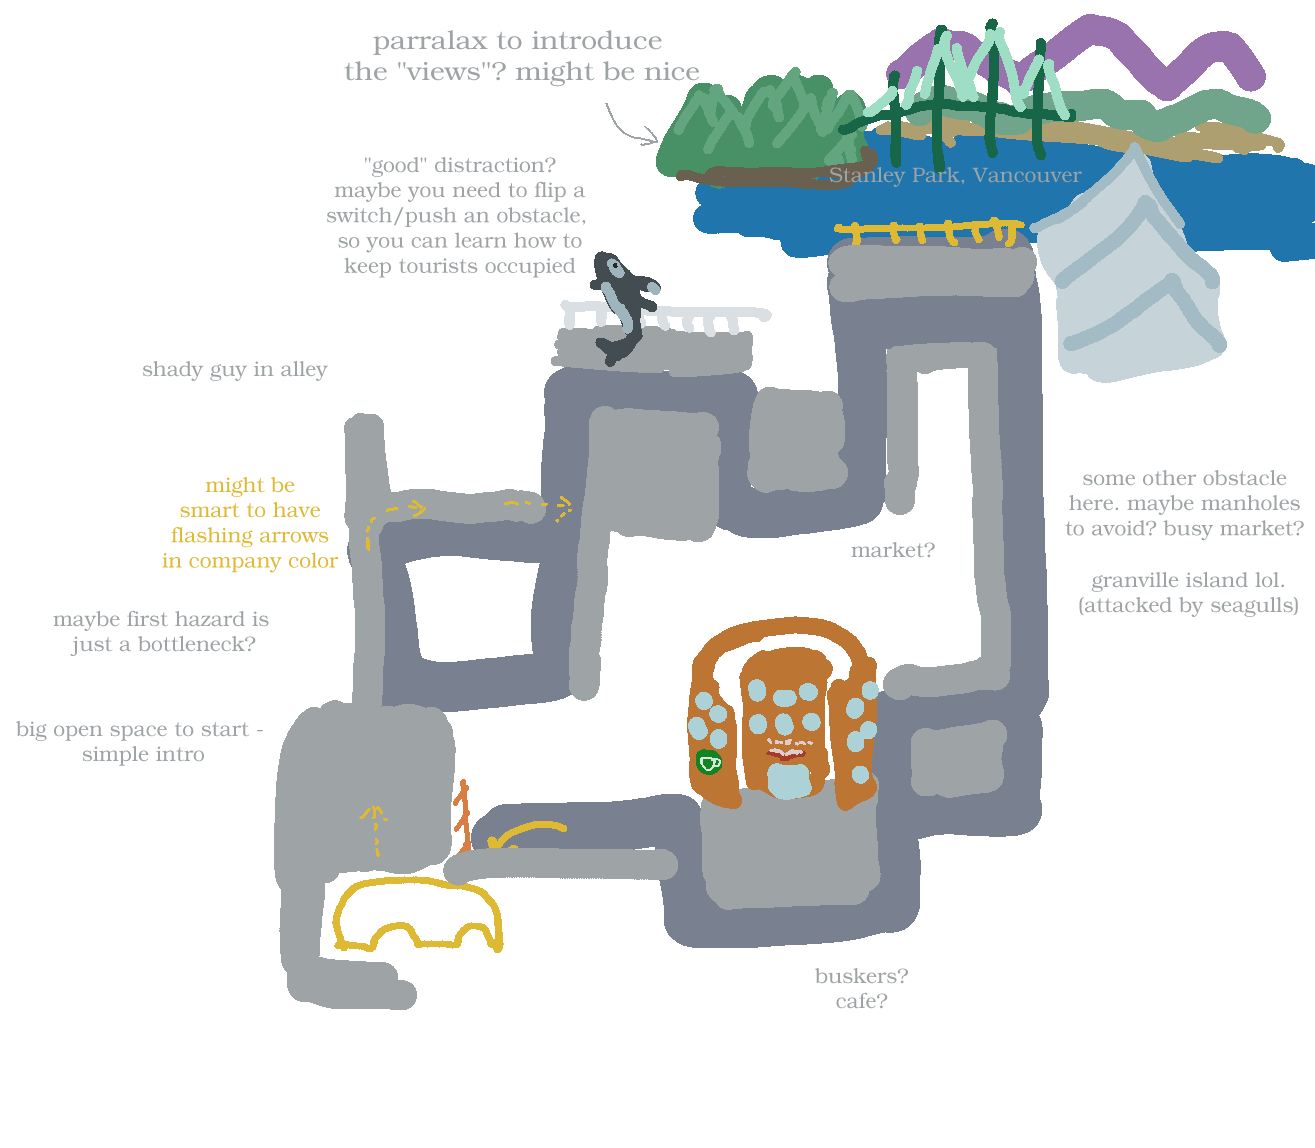 parralax to introduce
the "views"? might be nice
"good" distraction?
maybe you need to flip a
switch/push an obstacle,
so you can learn how to
keep tourists occupied
Stanley Park, Vancouver
shady guy in alley
might be
smart to have
flashing arrows
in company color
maybe first hazard is
just a bottleneck?
big open space to start -
simple intro
some other obstacle
here. maybe manholes
to avoid? busy market?
granville island lol.
(attacked by seagulls)
market?
buskers?
cafe?